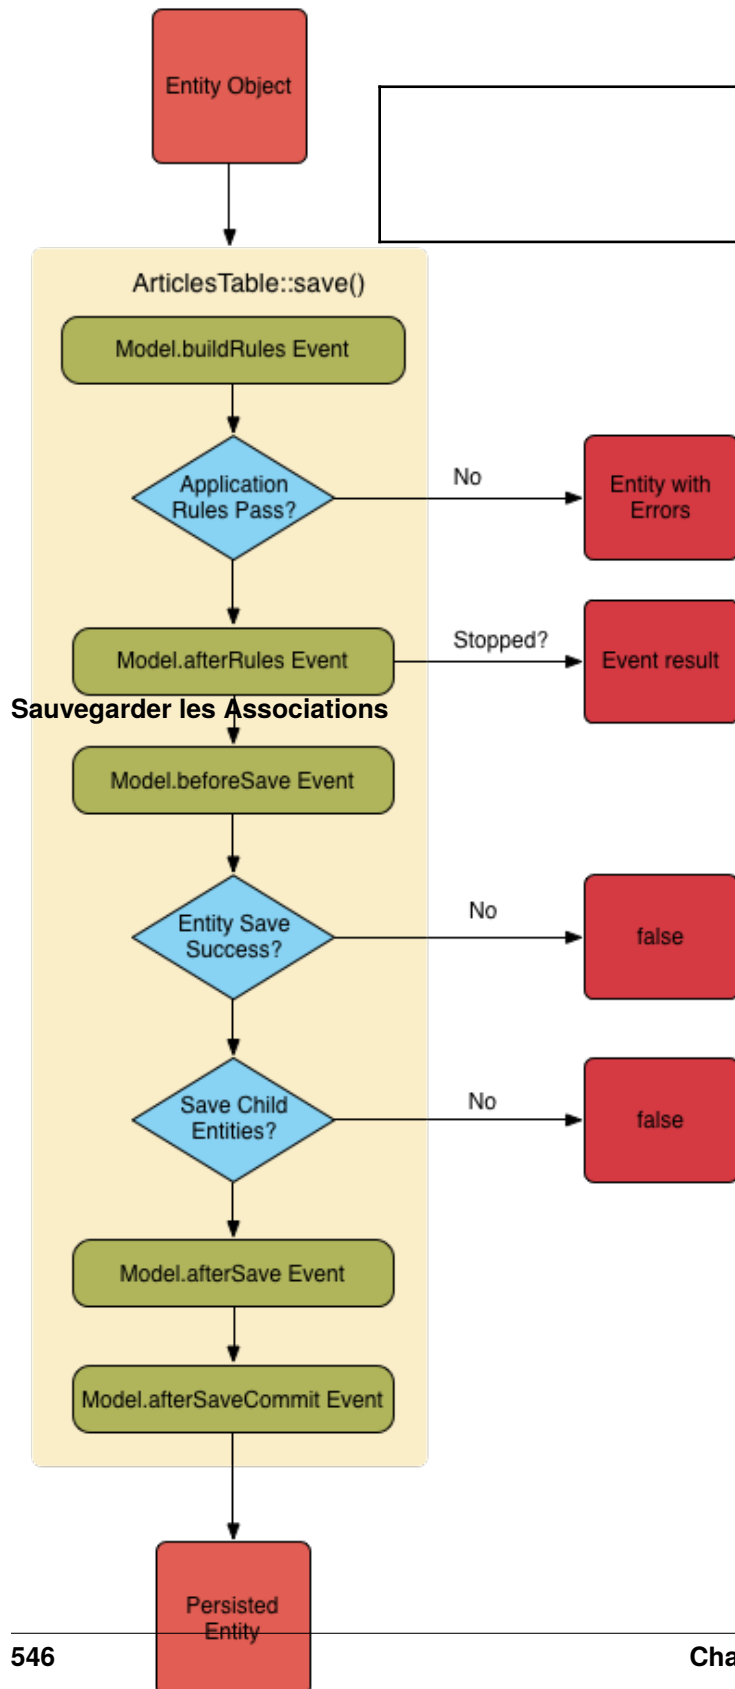 Entity Object
ArticlesTable::save()
Model.buildRules Event
Application
Rules Pass?
No
Entity with
Errors
Model.afterRules Event
Stopped?
Event result
Sauvegarder les Associations
Model.beforeSave Event
Entity Save
Success?
No
false
Save Child
Entities?
No
false
Model.afterSave Event
Model.afterSaveCommit Event
Persisted
Entity
546
Cha